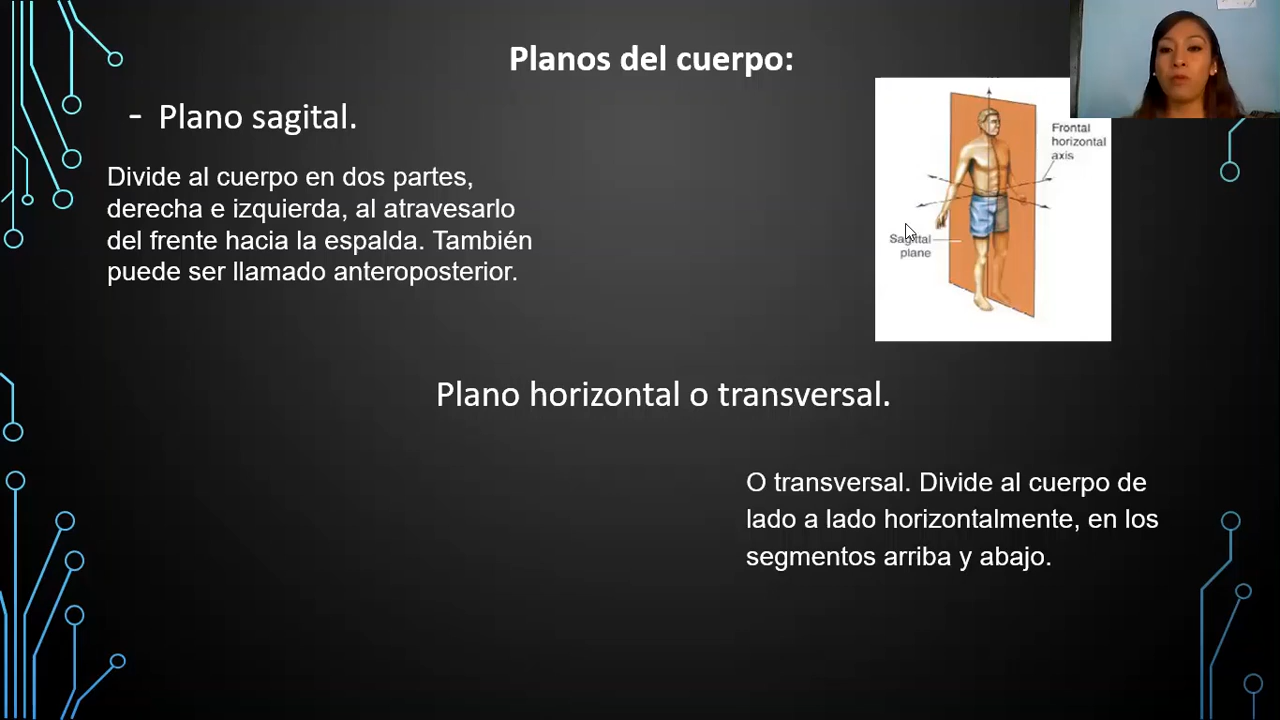 Planos del cuerpo:
- Plano sagital.
Divide al cuerpo en dos partes,
derecha e izquierda, al atravesarlo
del frente hacia la espalda. También
puede ser llamado anteroposterior.
Frontal
horizontal
axis
Sagittal
plane
Plano horizontal o transversal.
O transversal. Divide al cuerpo de
lado a lado horizontalmente, en los
segmentos arriba y abajo.